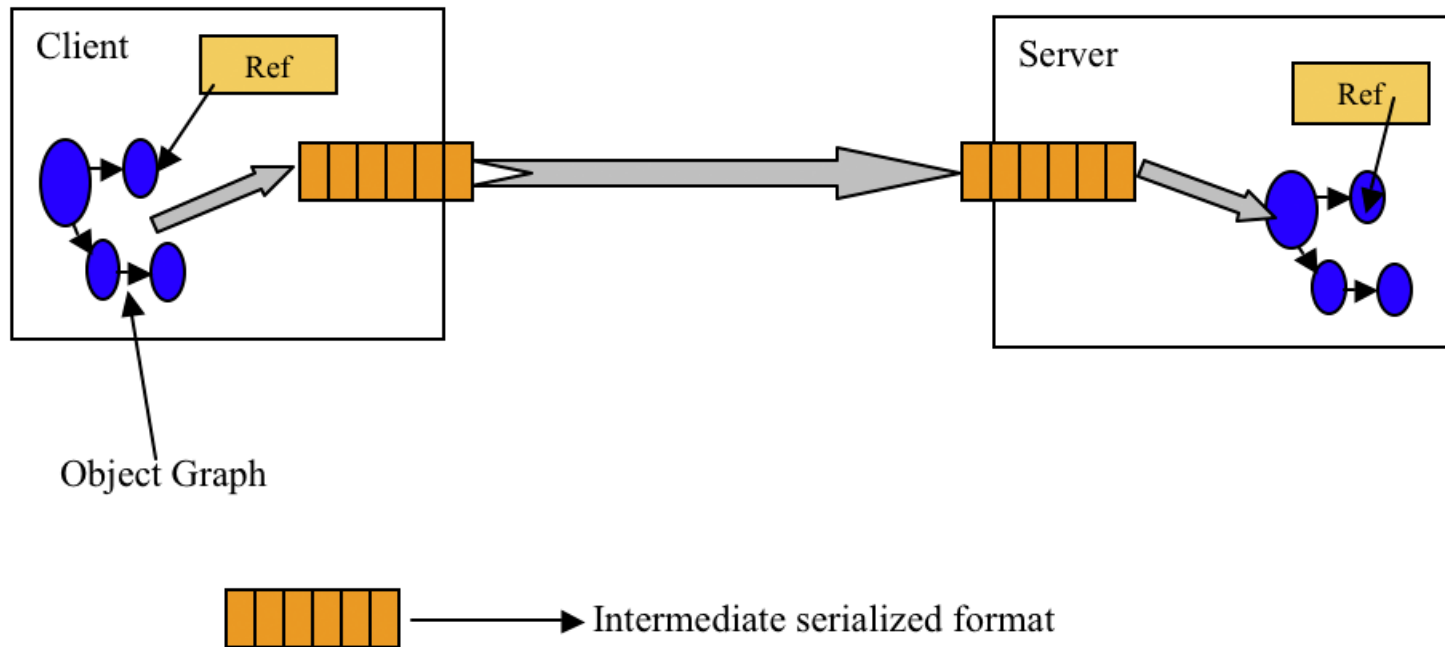 Client
Ref
Server
Ref
Object Graph
Intermediate serialized format